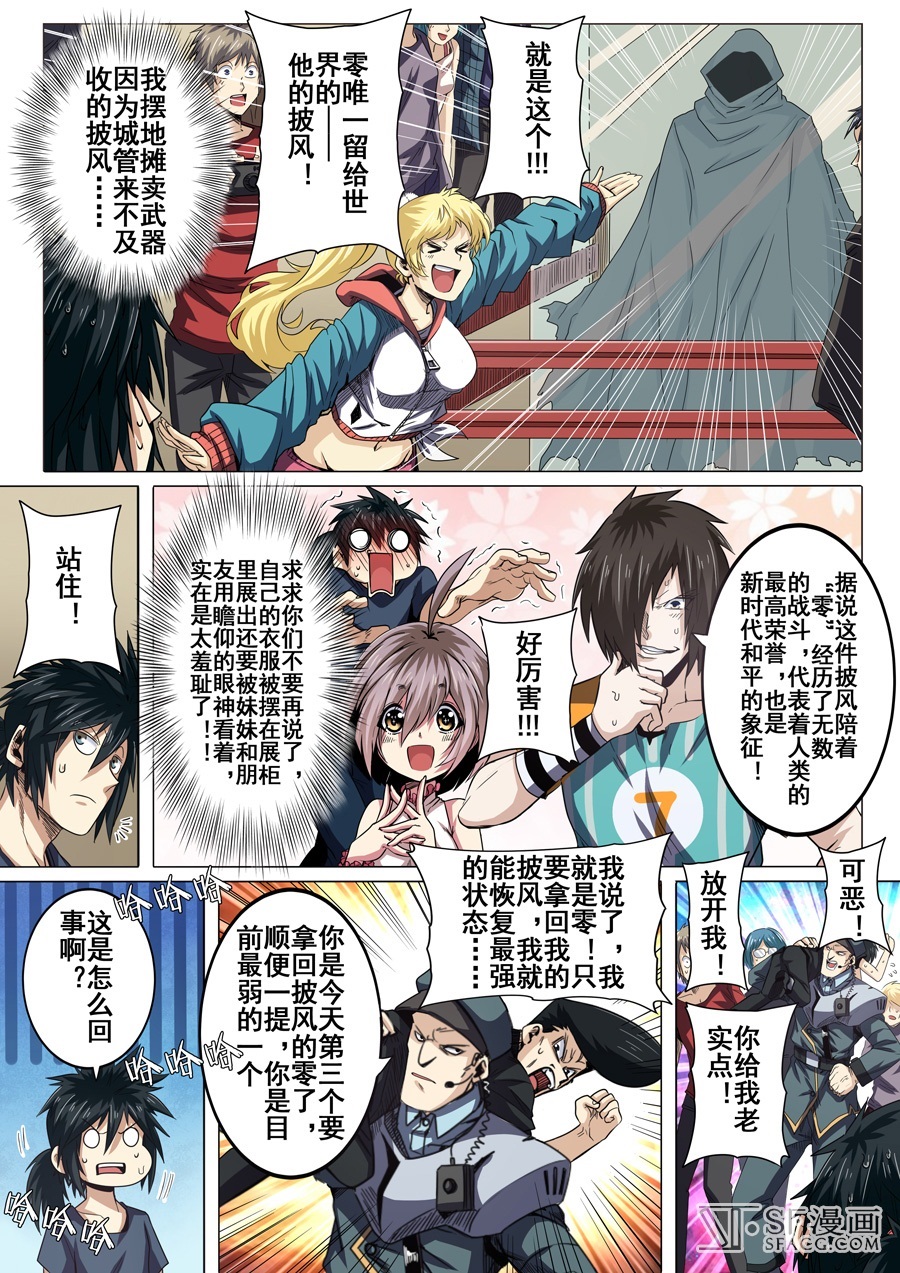 就是这个!!!
零唯一留给世
界的——
他的披风！
我摆地摊卖武器
因为城管来不及
收的披风……
据说这件披风陪着
“零”，经历了无数
的战斗，代表着人类的
最高荣誉，也是
新时代和平的象征！
好厉害!!!
求求你们不要再说了，
自己的衣服被摆在展柜
里展出还要被妹妹和朋
友用瞻仰的眼神看着，
实在是太羞耻了！！
站住！
可恶！
放开我！
你给我老
实点！
我说了，我
就是零！只
要拿回我的
披风，我就
能恢复最强
的状态……
你是今天第三个要
拿回披风的零了，
顺便一提，你是目
前最弱的一个
这是怎么回
事啊？
哈哈哈
哈哈哈
哈哈哈
7
SF漫画
SFACG.COM